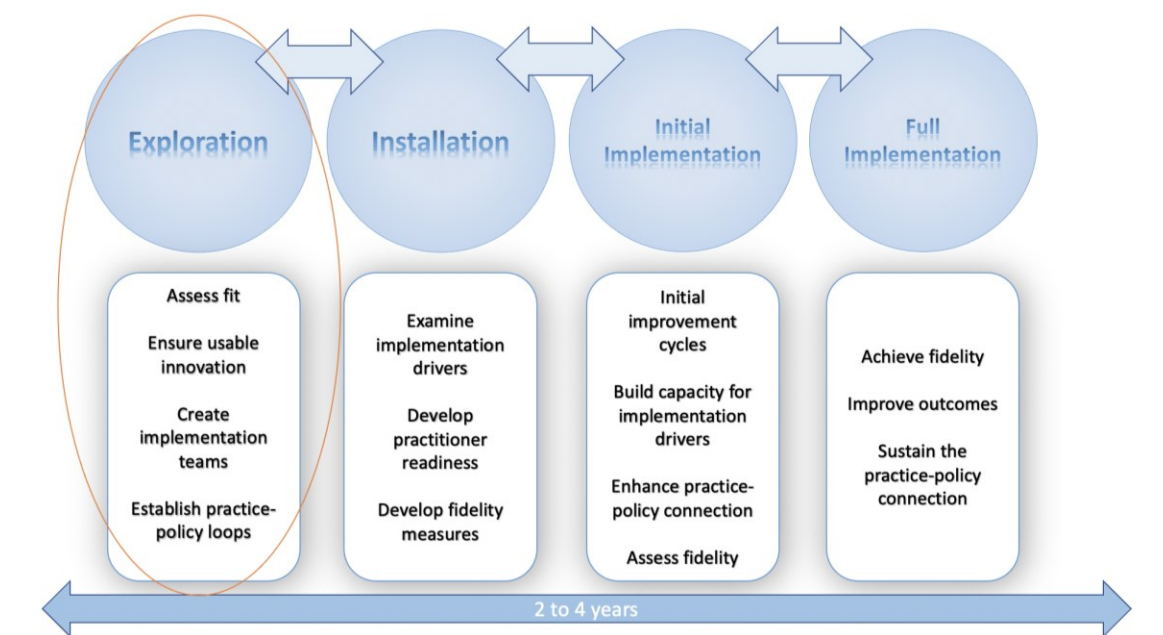 Exploration
Installation
Initial
Implementation
Full
Implementation
Assess fit
Ensure usable
innovation
Create
implementation
teams
Establish practice-
policy loops
Examine
implementation
drivers
Develop
practitioner
readiness
Develop fidelity
measures
Initial
improvement
cycles
Build capacity for
implementation
drivers
Enhance practice-
policy connection
Assess fidelity
Achieve fidelity
Improve outcomes
Sustain the
practice-policy
connection
2 to 4 years